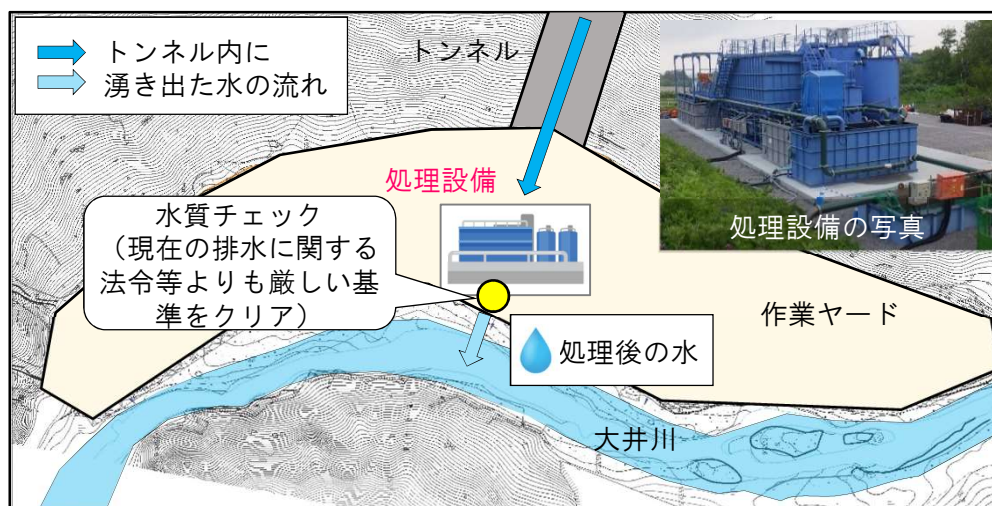 トンネル内に
湧き出た水の流れ
トンネル
処理設備
水質チェック
（現在の排水に関する
法令等よりも厳しい基
準をクリア）
処理設備の写真
作業ヤード
処理後の水
大井川